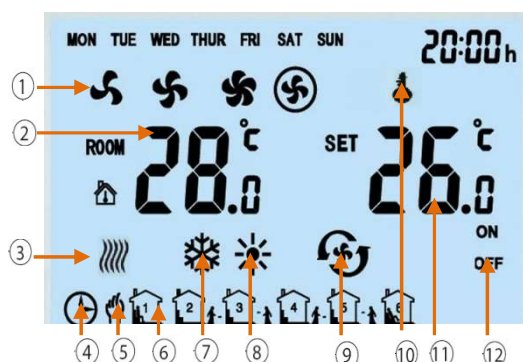 MON TUE WED THUR FRI SAT SUN 20:00h
①
② ROOM 28.0°C SET 26.0°C
ON
③ OFF
1 2 3 4 5 6
④ ⑤ ⑥ ⑦ ⑧ ⑨ ⑩ ⑪ ⑫